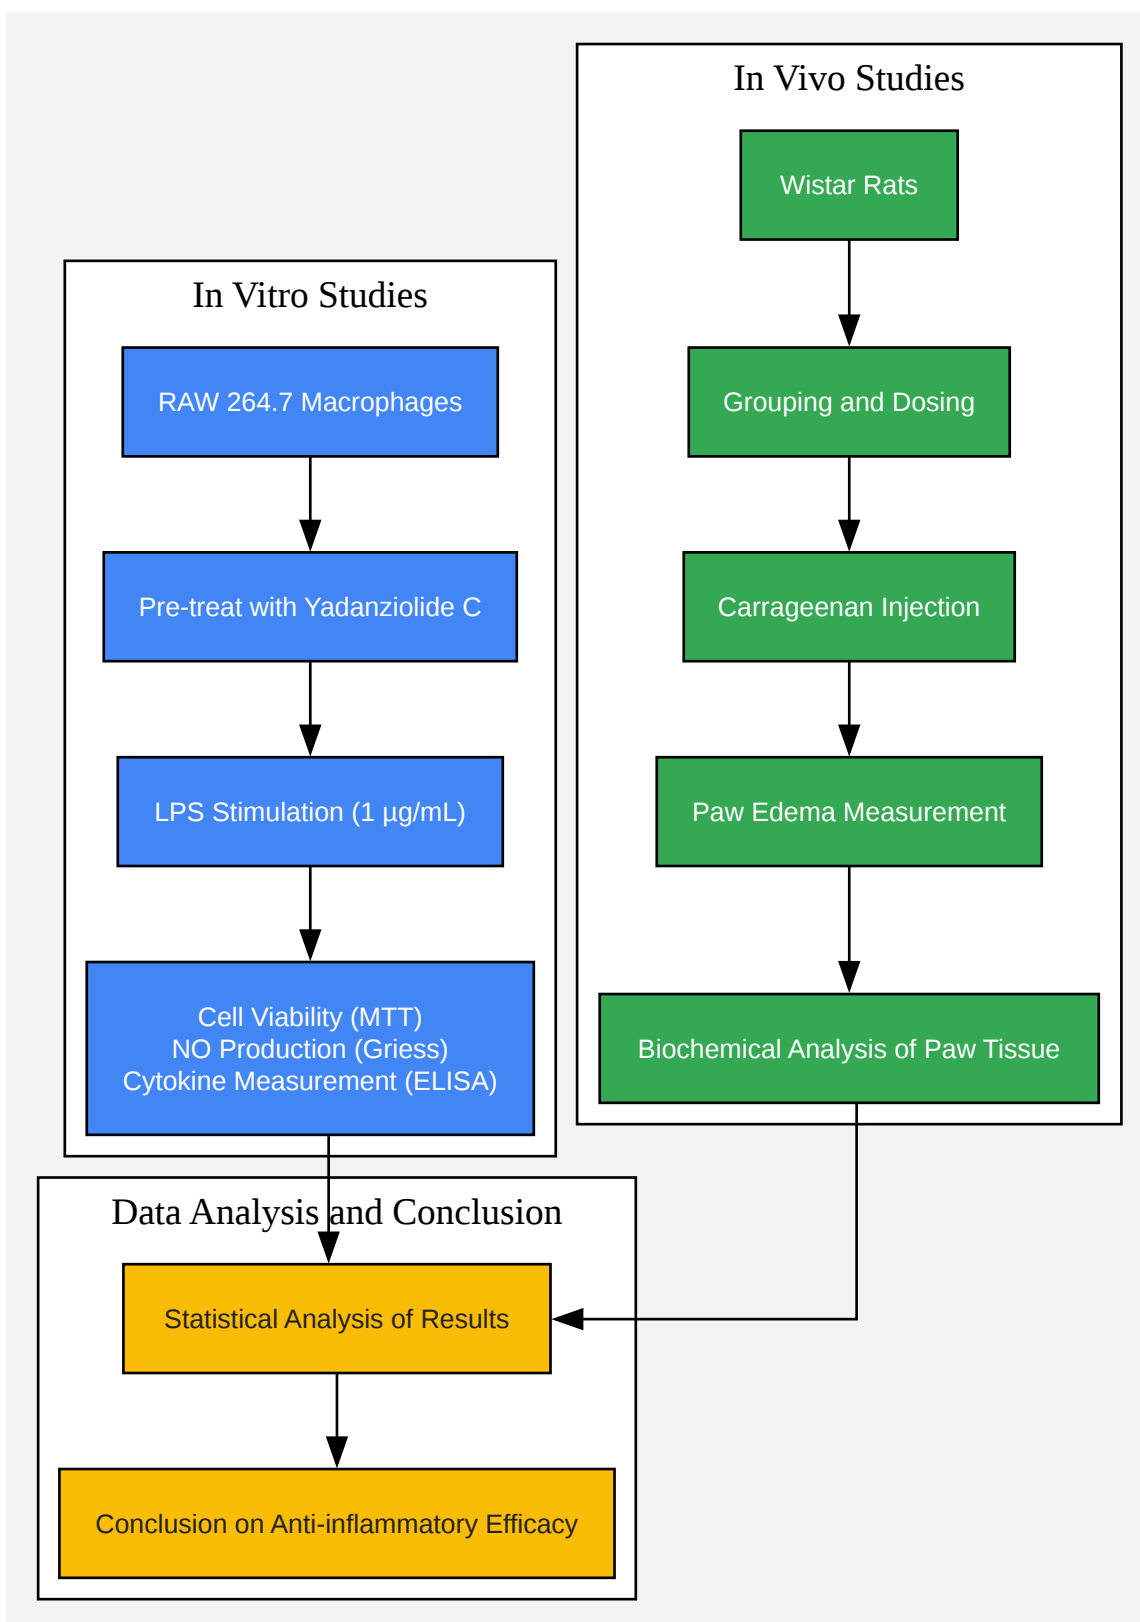 In Vivo Studies
Wistar Rats
Grouping and Dosing
Carrageenan Injection
Paw Edema Measurement
Biochemical Analysis of Paw Tissue
In Vitro Studies
RAW 264.7 Macrophages
Pre-treat with Yadanziolide C
LPS Stimulation (1 µg/mL)
Cell Viability (MTT)
NO Production (Griess)
Cytokine Measurement (ELISA)
Data Analysis and Conclusion
Statistical Analysis of Results
Conclusion on Anti-inflammatory Efficacy